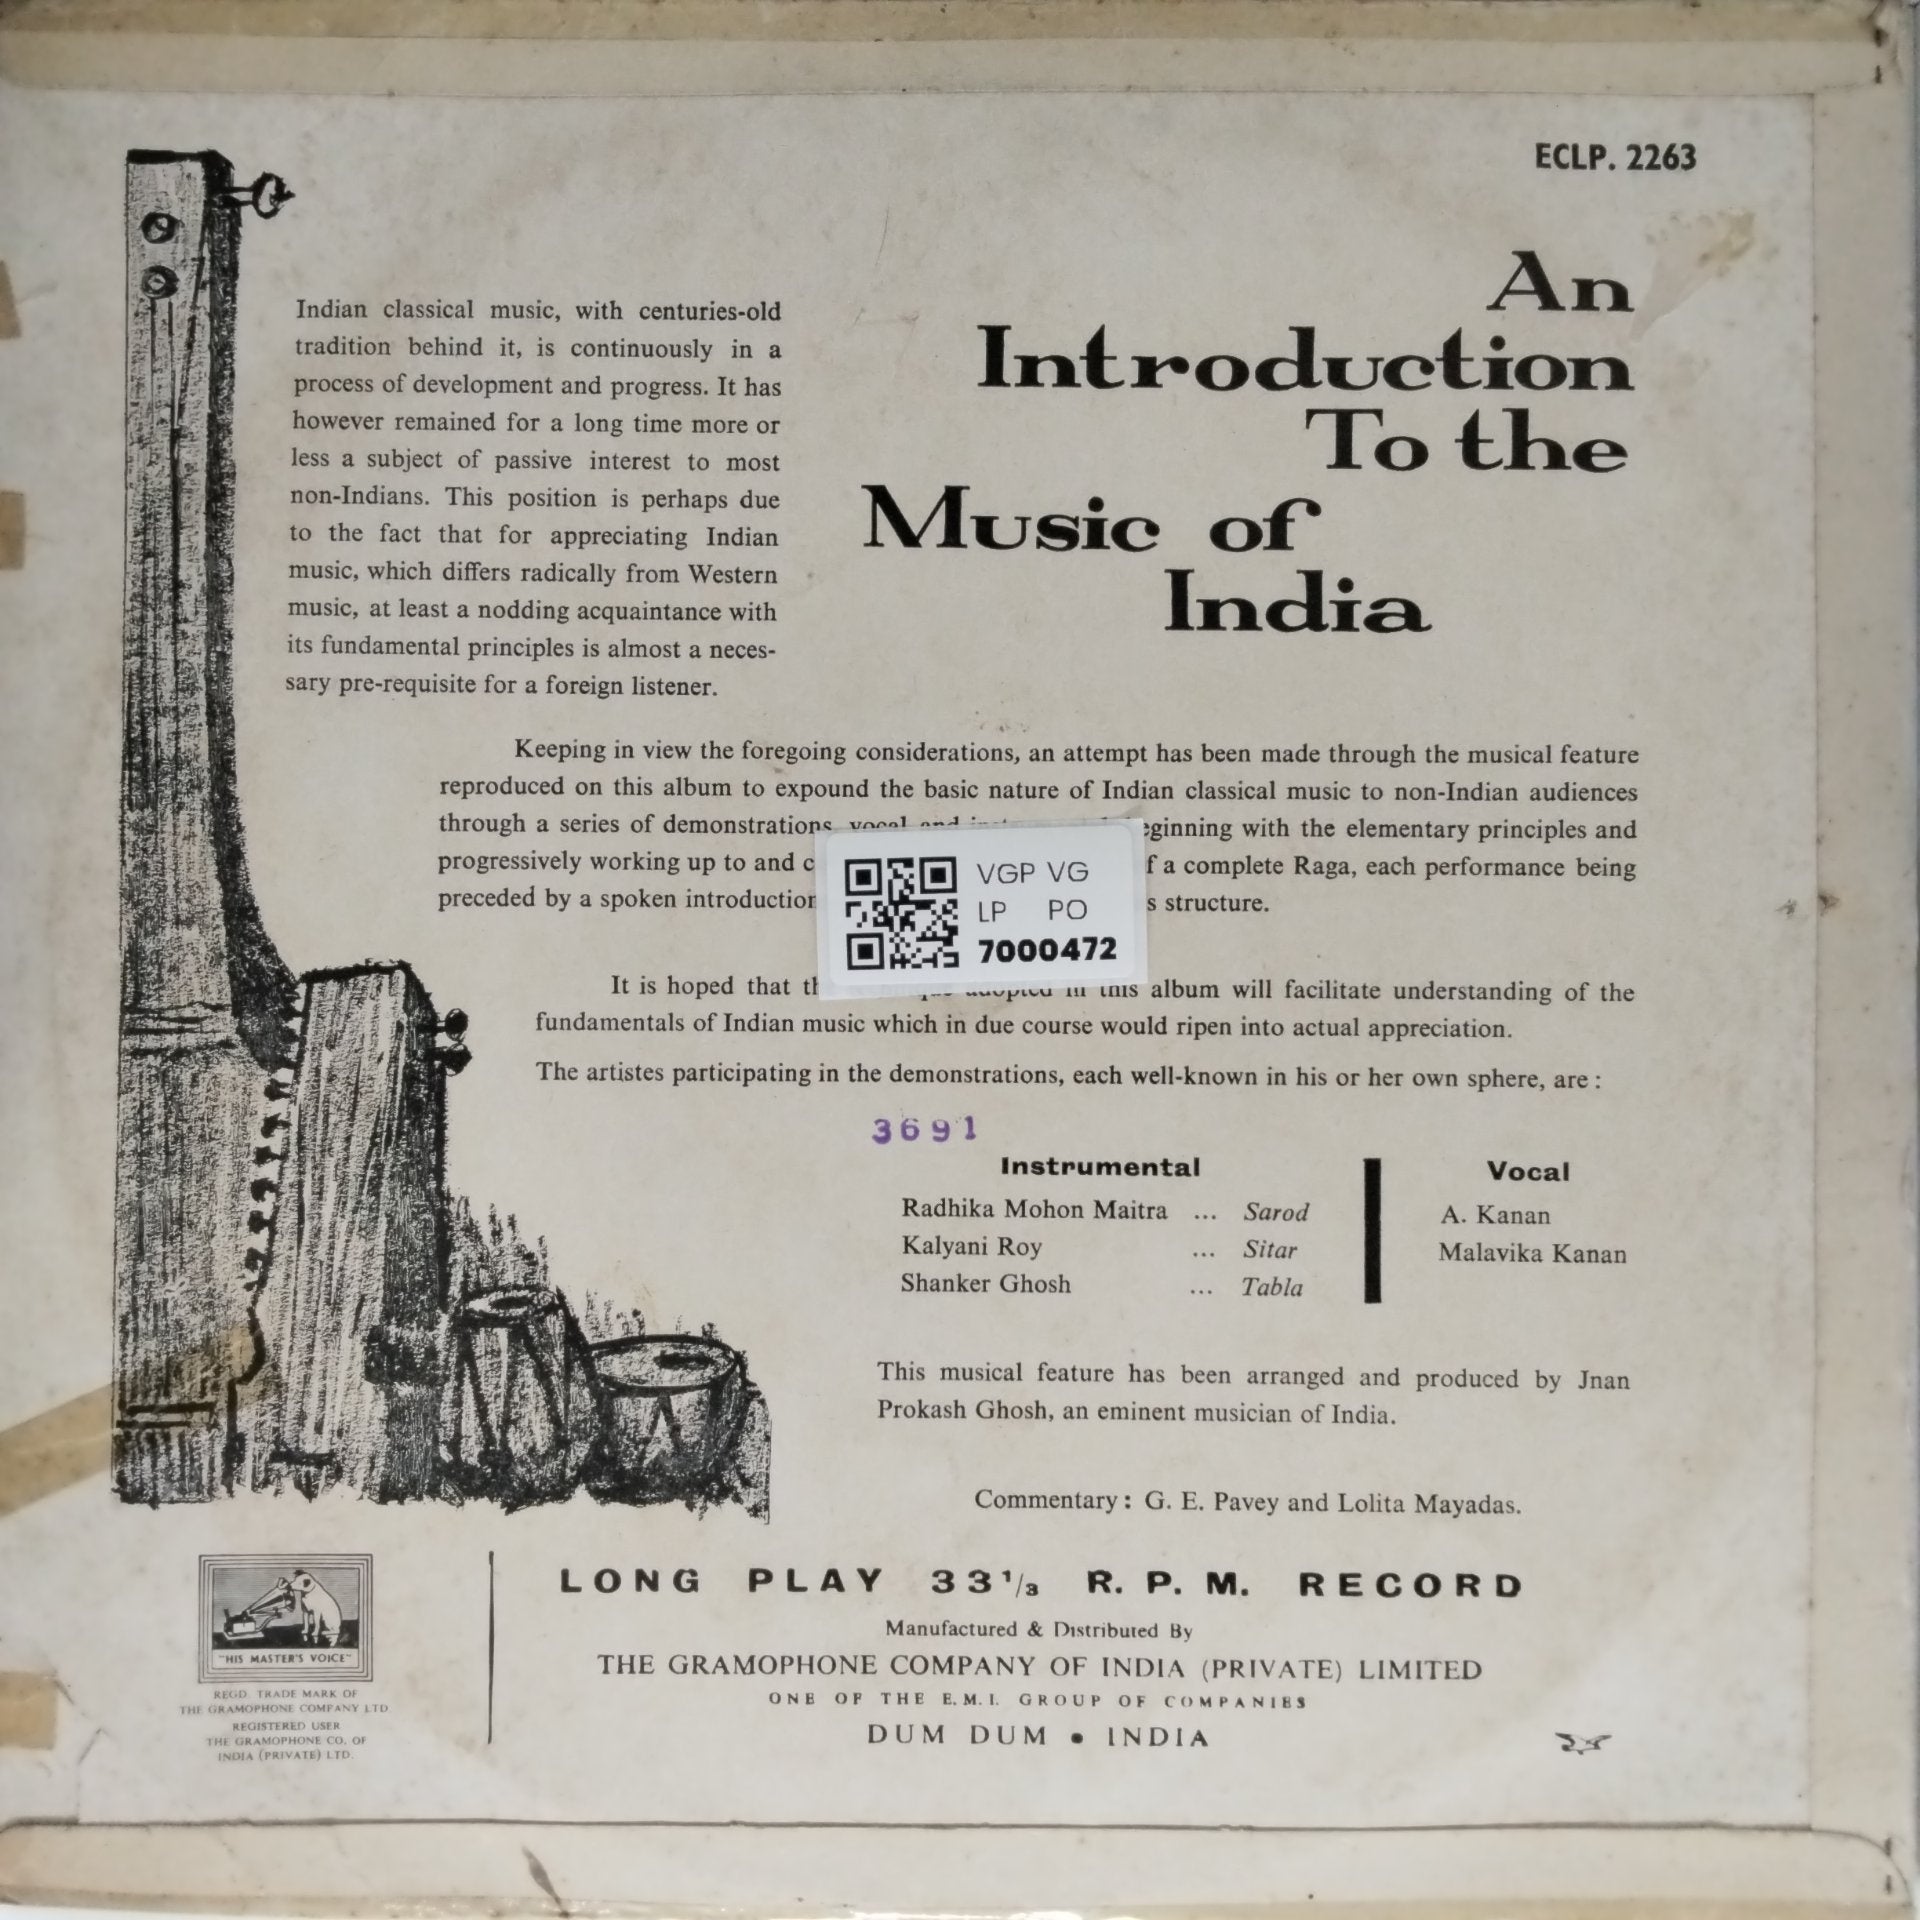 ECLP. 2263
An
Introduction
To the
Music of
India
Indian classical music, with centuries-old
tradition behind it, is continuously in a
process of development and progress. It has
however remained for a long time more or
less a subject of passive interest to most
non-Indians. This position is perhaps due
to the fact that for appreciating Indian
music, which differs radically from Western
music, at least a nodding acquaintance with
its fundamental principles is almost a neces-
sary pre-requisite for a foreign listener.
Keeping in view the foregoing considerations, an attempt has been made through the musical feature
reproduced on this album to expound the basic nature of Indian classical music to non-Indian audiences
through a series of demonstrations, vocal and with the elementary principles and
progressively working up to and a complete Raga, each performance being
preceded by a spoken structure.
VGP VG
LP PO
7000472
It is hoped that adopted in this album will facilitate understanding of the
fundamentals of Indian music which in due course would ripen into actual appreciation.
The artistes participating in the demonstrations, each well-known in his or her own sphere, are :
3691
Instrumental
Radhika Mohon Maitra ... Sarod
Kalyani Roy ... Sitar
Shanker Ghosh ... Tabla
Vocal
A. Kanan
Malavika Kanan
This musical feature has been arranged and produced by Jnan
Prokash Ghosh, an eminent musician of India.
Commentary : G. E. Pavey and Lolita Mayadas.
"HIS MASTER'S VOICE"
REGD. TRADE MARK OF
THE GRAMOPHONE COMPANY LTD.
REGISTERED USER
THE GRAMOPHONE CO. OF
INDIA (PRIVATE) LTD.
LONG PLAY 33 1/3 R. P. M. RECORD
Manufactured & Distributed By
THE GRAMOPHONE COMPANY OF INDIA (PRIVATE) LIMITED
ONE OF THE E.M.I. GROUP OF COMPANIES
DUM DUM • INDIA